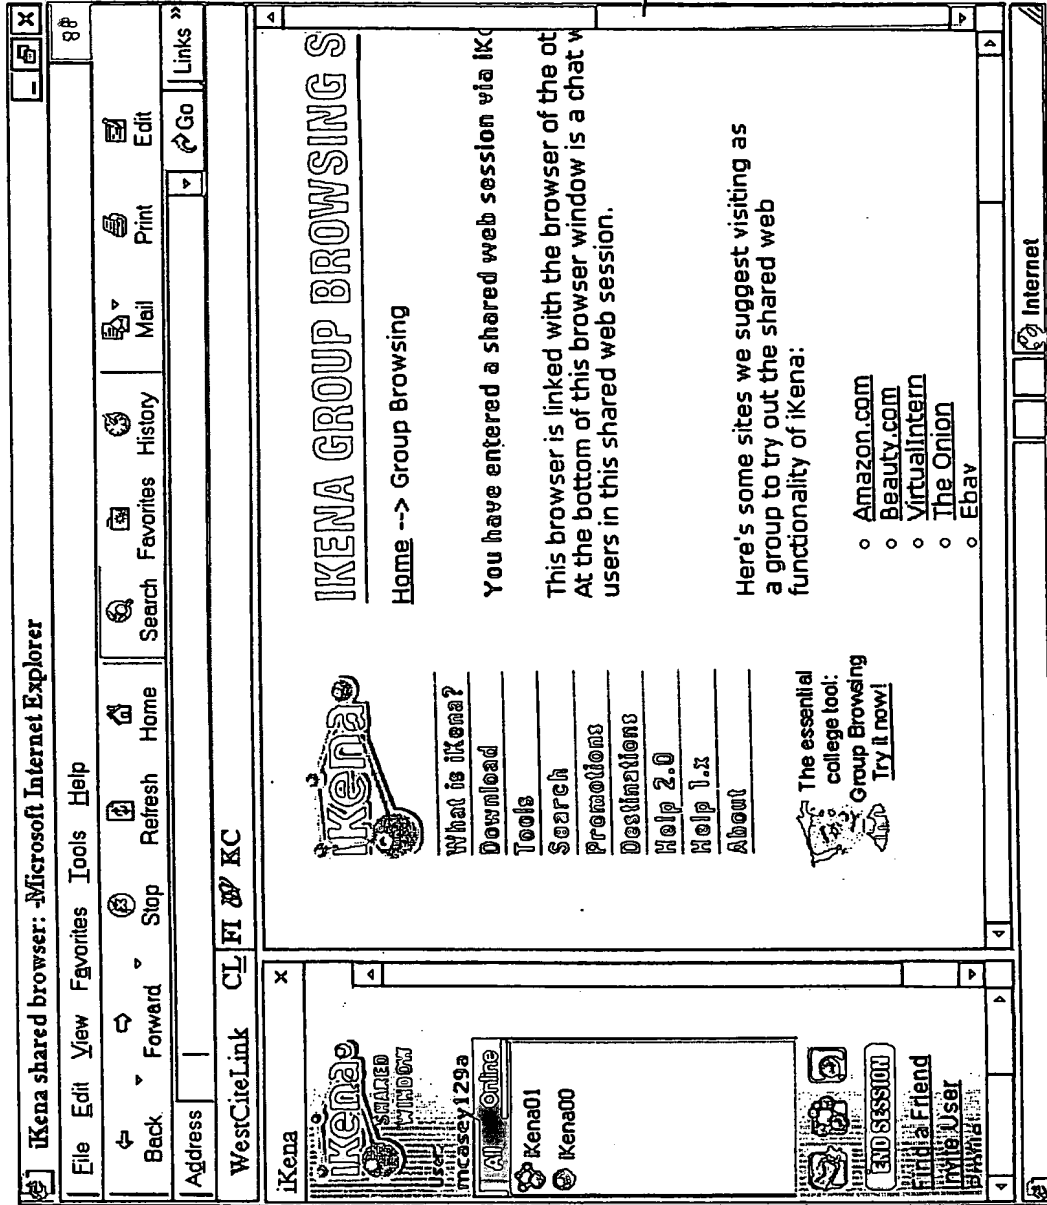 iKena shared browser: -Microsoft Internet Explorer
File Edit View Favorites Tools Help
Back Forward Stop Refresh Home Search Favorites History Mail Print Edit
Address Go Links »
WestCiteLink CL FI KC
iKena
iKena
SHARED
WINDOW
User:
mcasey129a
Online
iKena01
iKena00
END SESSION
Find a Friend
Invite User
iKena
What is iKena?
Download
Tools
Search
Promotions
Destinations
Help 2.0
Help 1.x
About
The essential
college tool:
Group Browsing
Try it now!
IKENA GROUP BROWSING S
Home --> Group Browsing
You have entered a shared web session via iKe
This browser is linked with the browser of the ot
At the bottom of this browser window is a chat w
users in this shared web session.
Here's some sites we suggest visiting as
a group to try out the shared web
functionality of iKena:
Amazon.com
Beauty.com
VirtualIntern
The Onion
Ebay
Internet